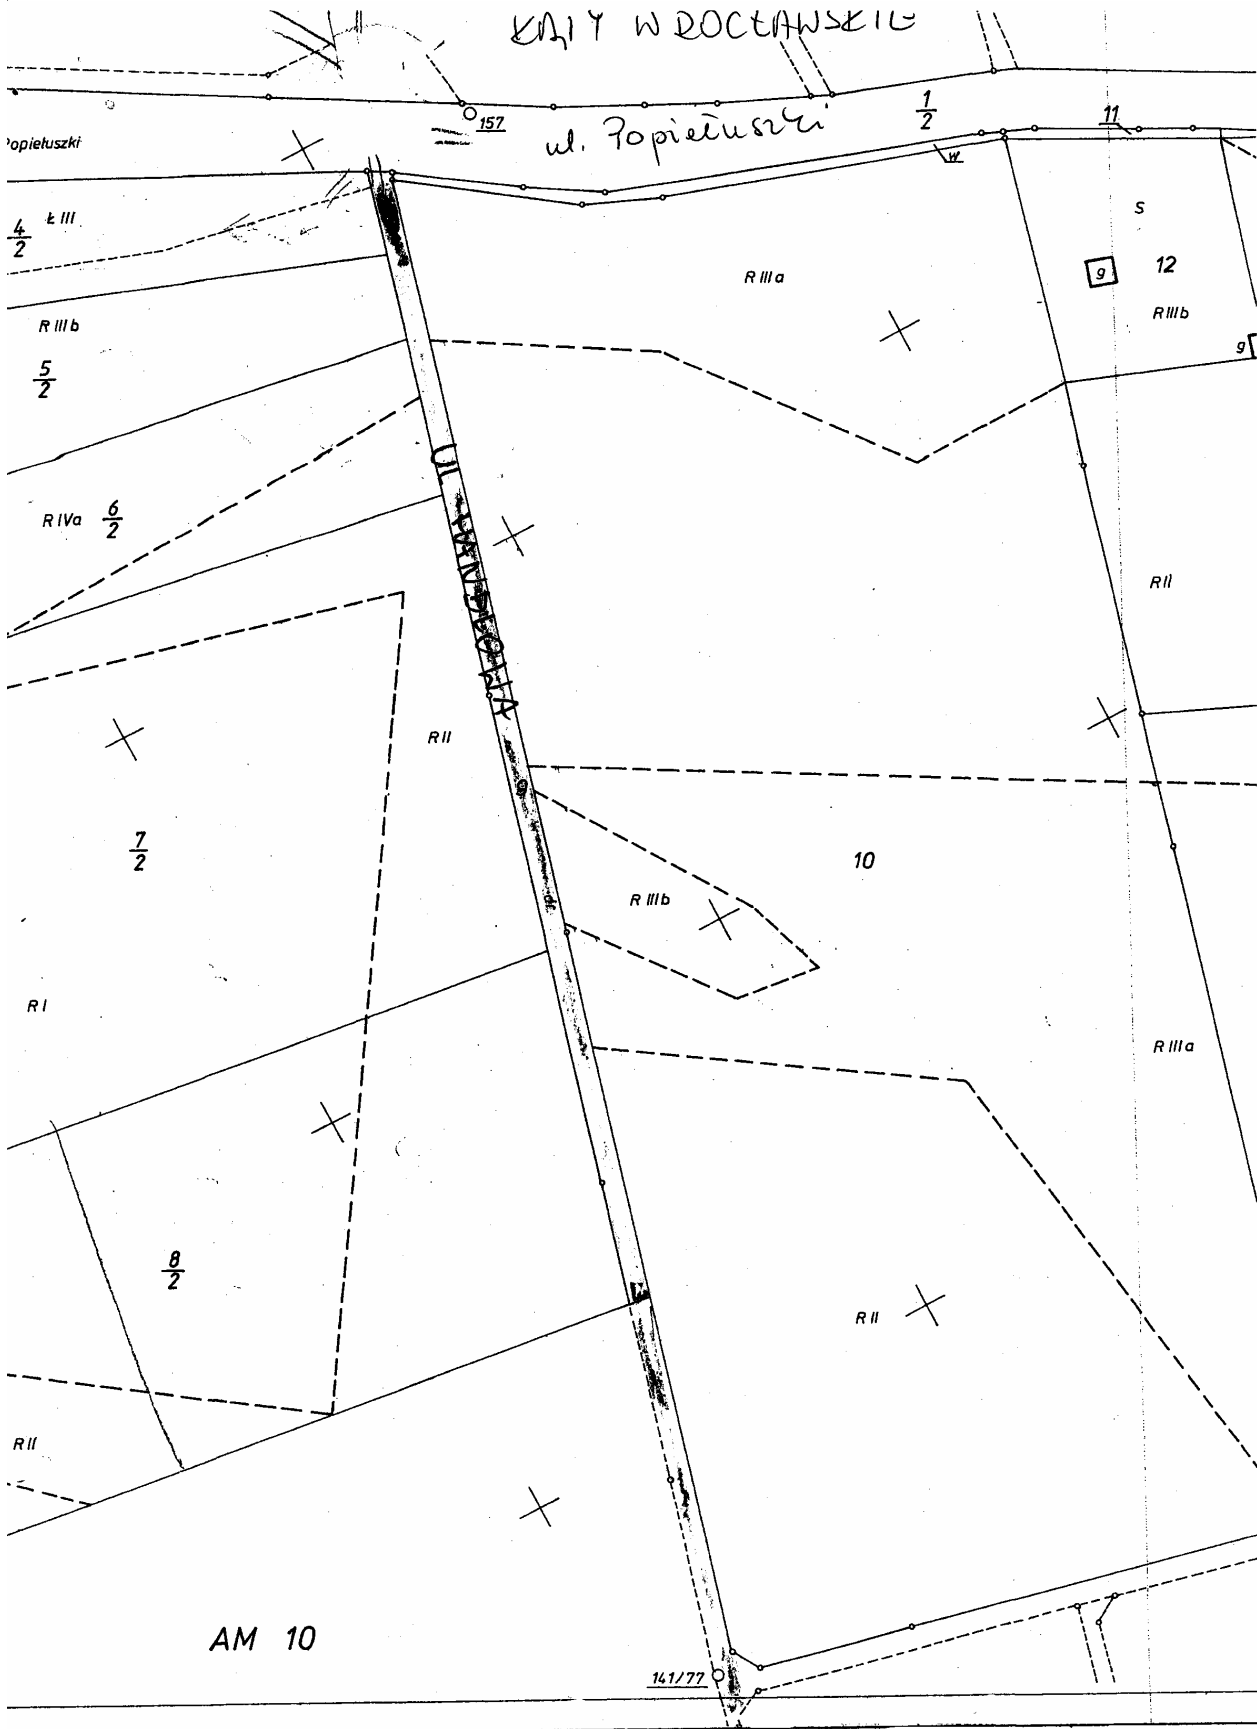 KĄTY WROCŁAWSKIE
157
ul. Popiełuszki
1/2
11
Popiełuszki
w
4/2
Ł III
S
g
12
R IIIa
R IIIb
R IIIb
g
5/2
UL HANDLOWA
R IVa
6/2
R II
R II
7/2
10
R IIIb
R I
R IIIa
8/2
R II
R II
AM 10
141/77